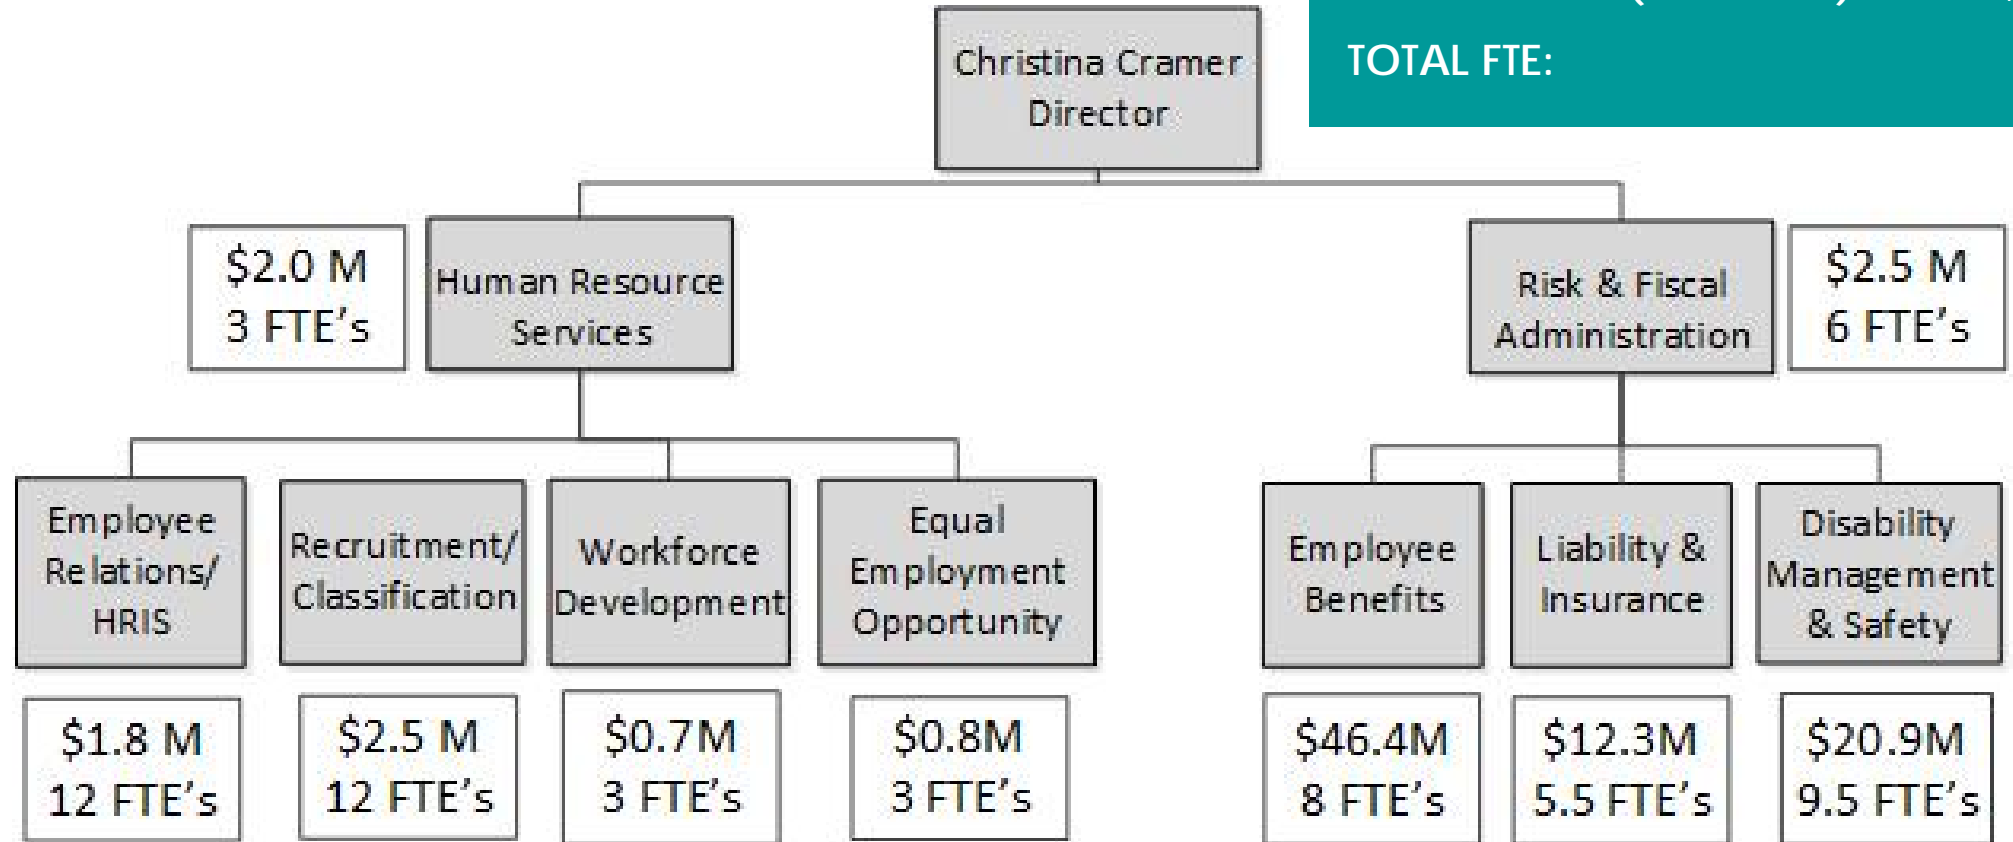 TOTAL FTE:
Christina Cramer
Director
$2.0 M
3 FTE's
Human Resource
Services
Risk & Fiscal
Administration
$2.5 M
6 FTE's
Employee
Relations/
HRIS
Recruitment/
Classification
Workforce
Development
Equal
Employment
Opportunity
Employee
Benefits
Liability &
Insurance
Disability
Management
& Safety
$1.8 M
12 FTE's
$2.5 M
12 FTE's
$0.7M
3 FTE's
$0.8M
3 FTE's
$46.4M
8 FTE's
$12.3M
5.5 FTE's
$20.9M
9.5 FTE's